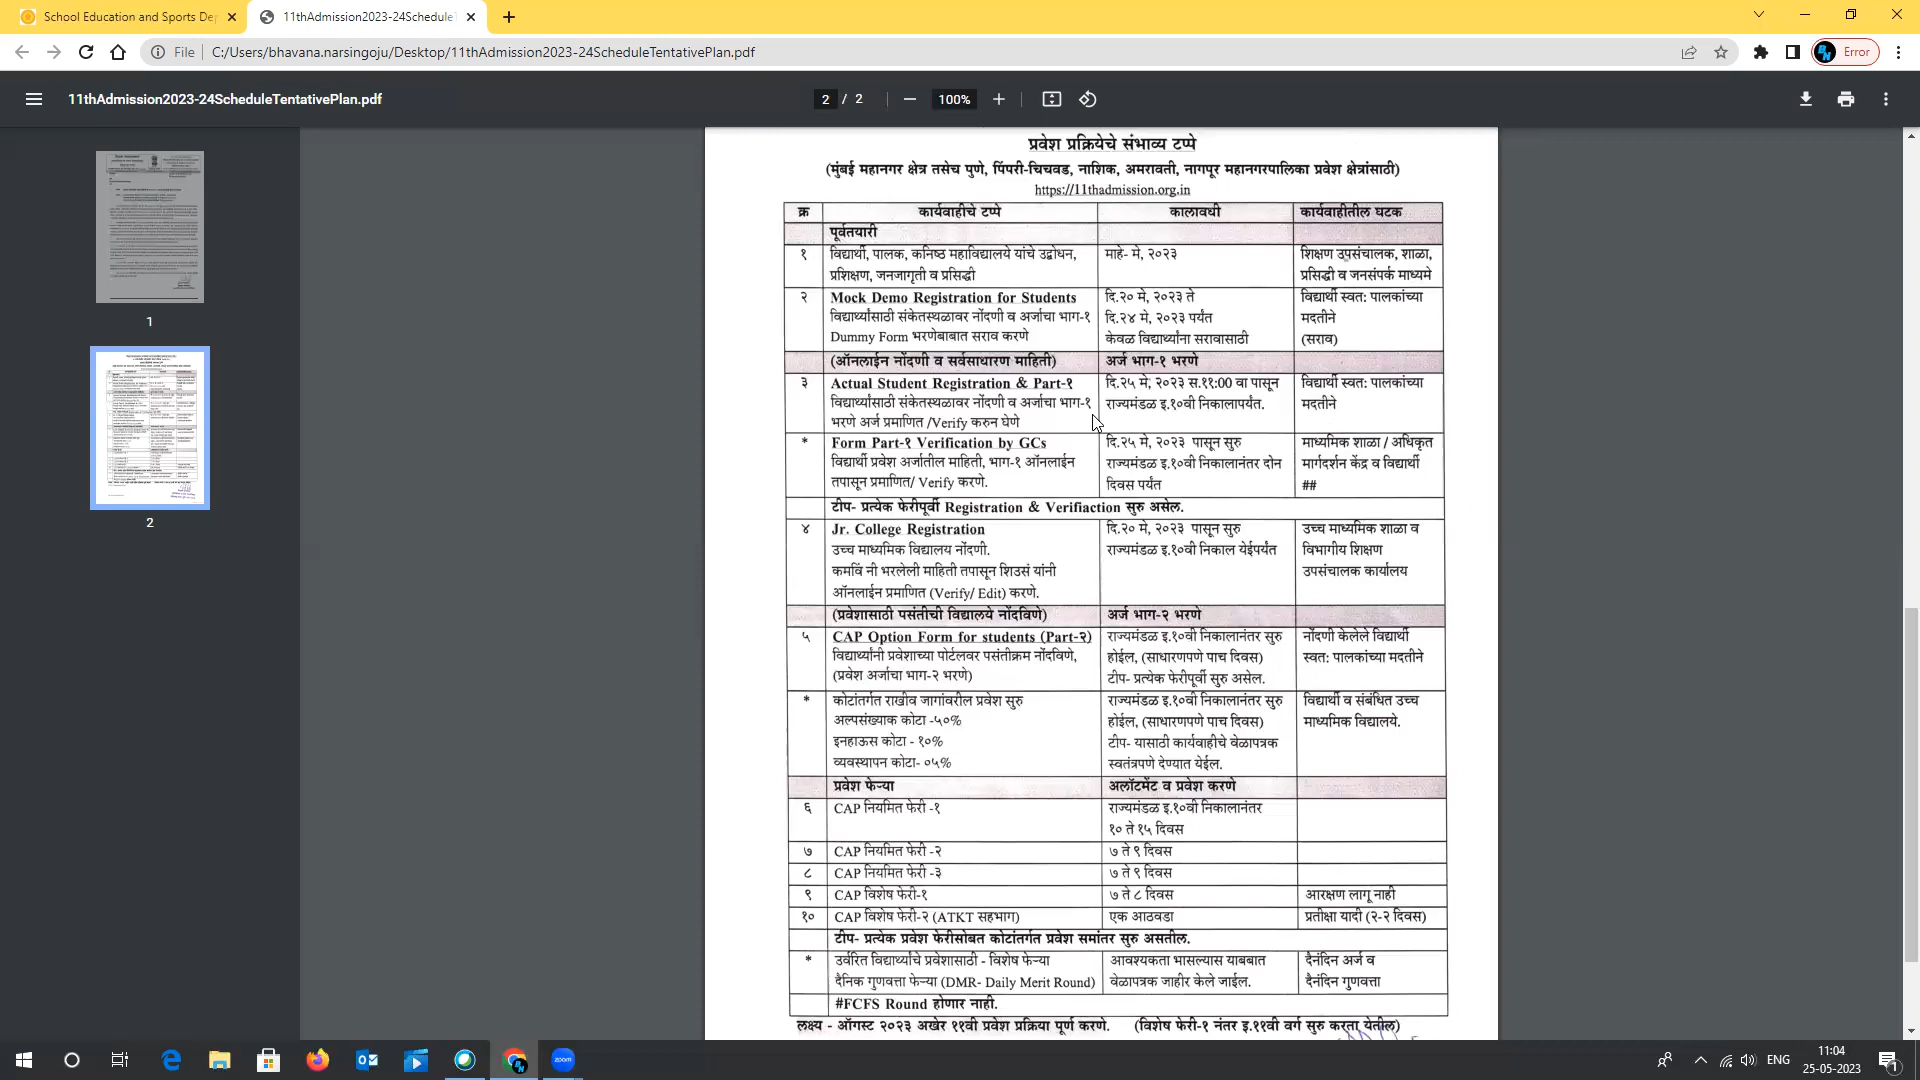 School Education and Sports De
11thAdmission2023-24Schedule
File
C:/Users/bhavana.narsingoju/Desktop/11thAdmission2023-24ScheduleTentativePlan.pdf
Error
11thAdmission2023-24ScheduleTentativePlan.pdf
2 / 2
100%
1
2
प्रवेश प्रक्रियेचे संभाव्य टप्पे
(मुंबई महानगर क्षेत्र तसेच पुणे, पिंपरी-चिचवड, नाशिक, अमरावती, नागपूर महानगरपालिका प्रवेश क्षेत्रांसाठी)
https://11thadmission.org.in
क्र कार्यवाहीचे टप्पे कालावधी कार्यवाहीतील घटक
पूर्वतयारी
१ विद्यार्थी, पालक, कनिष्ठ महाविद्यालये यांचे उद्बोधन, माहे- मे, २०२३ शिक्षण उपसंचालक, शाळा,
प्रशिक्षण, जनजागृती व प्रसिद्धी प्रसिद्धी व जनसंपर्क माध्यमे
२ Mock Demo Registration for Students दि.२० मे, २०२३ ते विद्यार्थी स्वत: पालकांच्या
विद्यार्थ्यांसाठी संकेतस्थळावर नोंदणी व अर्जाचा भाग-१ दि.२४ मे, २०२३ पर्यंत मदतीने
Dummy Form भरणेबाबात सराव करणे केवळ विद्यार्थ्यांना सरावासाठी (सराव)
(ऑनलाईन नोंदणी व सर्वसाधारण माहिती) अर्ज भाग-१ भरणे
३ Actual Student Registration & Part-१ दि.२५ मे, २०२३ स.११:00 वा पासून विद्यार्थी स्वत: पालकांच्या
विद्यार्थ्यांसाठी संकेतस्थळावर नोंदणी व अर्जाचा भाग-१ राज्यमंडळ इ.१०वी निकालापर्यंत. मदतीने
भरणे अर्ज प्रमाणित /Verify करुन घेणे
* Form Part-१ Verification by GCs दि.२५ मे, २०२३ पासून सुरु माध्यमिक शाळा / अधिकृत
विद्यार्थी प्रवेश अर्जातील माहिती, भाग-१ ऑनलाईन राज्यमंडळ इ.१०वी निकालानंतर दोन मार्गदर्शन केंद्र व विद्यार्थी
तपासून प्रमाणित/ Verify करणे. दिवस पर्यंत ##
टीप- प्रत्येक फेरीपूर्वी Registration & Verifiaction सुरु असेल.
४ Jr. College Registration दि.२० मे, २०२३ पासून सुरु उच्च माध्यमिक शाळा व
उच्च माध्यमिक विद्यालय नोंदणी. राज्यमंडळ इ.१०वी निकाल येईपर्यंत विभागीय शिक्षण
कमविं नी भरलेली माहिती तपासून शिउसं यांनी उपसंचालक कार्यालय
ऑनलाईन प्रमाणित (Verify/ Edit) करणे.
(प्रवेशासाठी पसंतीची विद्यालये नोंदविणे) अर्ज भाग-२ भरणे
५ CAP Option Form for students (Part-२) राज्यमंडळ इ.१०वी निकालानंतर सुरु नोंदणी केलेले विद्यार्थी
विद्यार्थ्यांनी प्रवेशाच्या पोर्टलवर पसंतीक्रम नोंदविणे, होईल, (साधारणपणे पाच दिवस) स्वत: पालकांच्या मदतीने
(प्रवेश अर्जाचा भाग-२ भरणे) टीप- प्रत्येक फेरीपूर्वी सुरु असेल.
* कोटांतर्गत राखीव जागांवरील प्रवेश सुरु राज्यमंडळ इ.१०वी निकालानंतर सुरु विद्यार्थी व संबंधित उच्च
अल्पसंख्याक कोटा -५०% होईल, (साधारणपणे पाच दिवस) माध्यमिक विद्यालये.
इनहाऊस कोटा - १०% टीप- यासाठी कार्यवाहीचे वेळापत्रक
व्यवस्थापन कोटा- ०५% स्वतंत्रपणे देण्यात येईल.
प्रवेश फेऱ्या अलॉटमेंट व प्रवेश करणे
६ CAP नियमित फेरी -१ राज्यमंडळ इ.१०वी निकालानंतर
१० ते १५ दिवस
७ CAP नियमित फेरी -२ ७ ते ९ दिवस
८ CAP नियमित फेरी -३ ७ ते ९ दिवस
९ CAP विशेष फेरी-१ ७ ते ८ दिवस आरक्षण लागू नाही
१० CAP विशेष फेरी-२ (ATKT सहभाग) एक आठवडा प्रतीक्षा यादी (२-२ दिवस)
टीप- प्रत्येक प्रवेश फेरीसोबत कोटांतर्गत प्रवेश समांतर सुरु असतील.
* उर्वरित विद्यार्थ्यांचे प्रवेशासाठी - विशेष फेऱ्या आवश्यकता भासल्यास याबबात दैनंदिन अर्ज व
दैनिक गुणवत्ता फेऱ्या (DMR- Daily Merit Round) वेळापत्रक जाहीर केले जाईल. दैनंदिन गुणवत्ता
#FCFS Round होणार नाही.
लक्ष्य - ऑगस्ट २०२३ अखेर ११वी प्रवेश प्रक्रिया पूर्ण करणे. (विशेष फेरी-१ नंतर इ.११वी वर्ग सुरु करता येतील)
zoom
ENG
11:04
25-05-2023
1